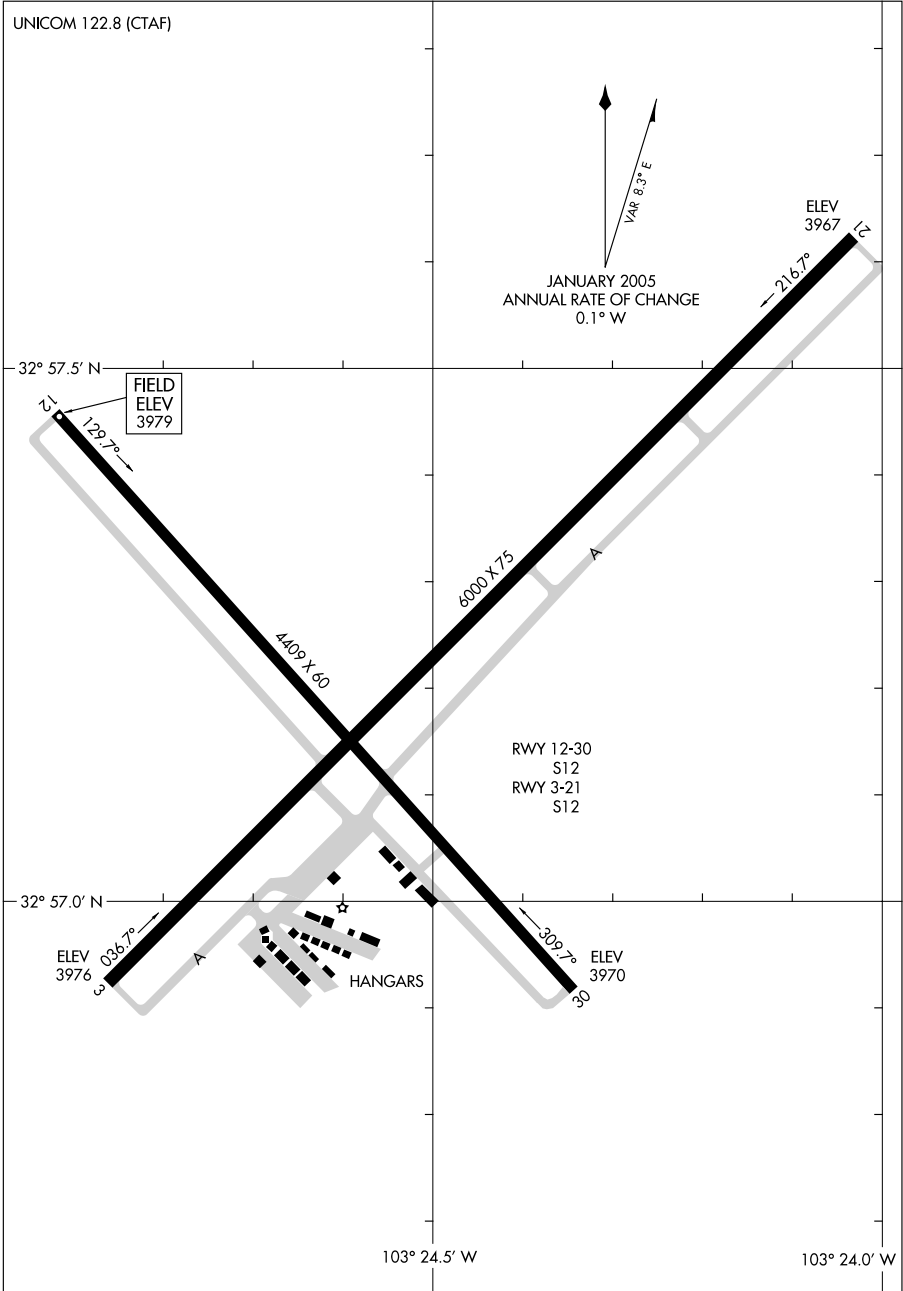 UNICOM 122.8 (CTAF)
VAR 8.3° E
JANUARY 2005
ANNUAL RATE OF CHANGE
0.1° W
ELEV
3967
21
216.7°
32° 57.5' N
FIELD
ELEV
3979
12
129.7°
A
6000 X 75
4409 X 60
RWY 12-30
S12
RWY 3-21
S12
32° 57.0' N
036.7°
ELEV
3976
3
A
HANGARS
309.7°
ELEV
3970
30
103° 24.5' W
103° 24.0' W